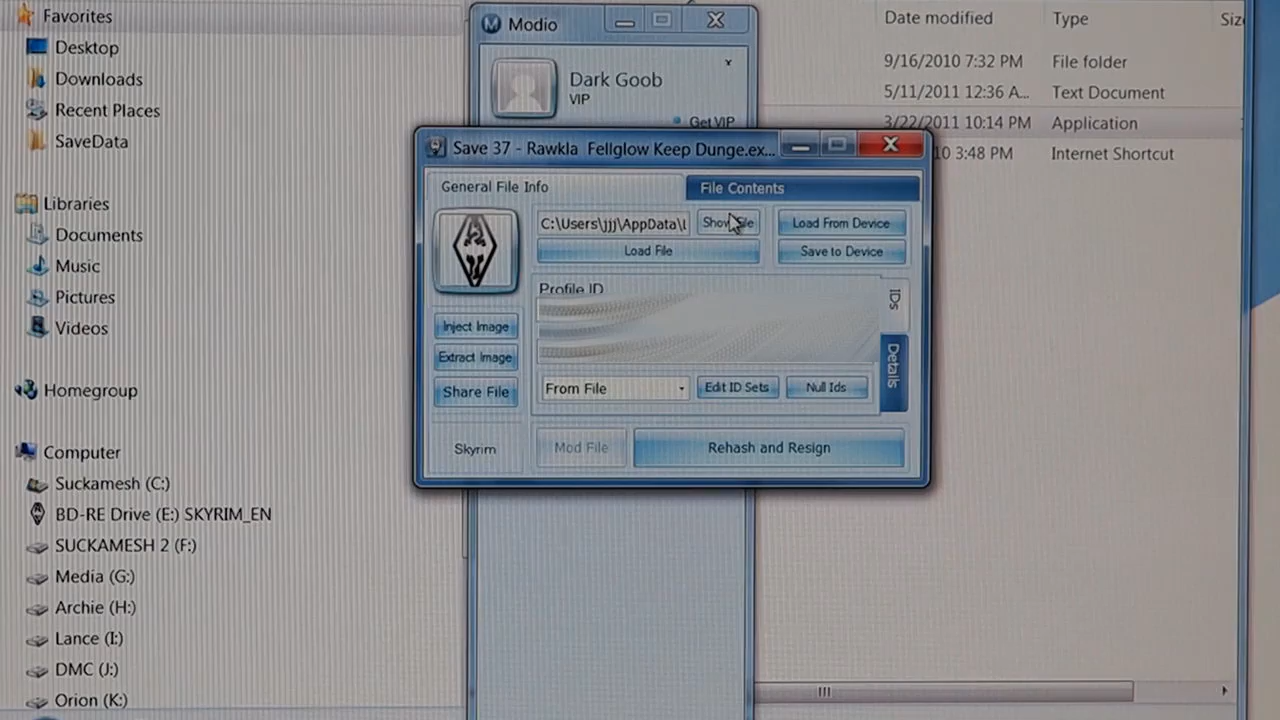 Favorites
Desktop
Downloads
Recent Places
SaveData
Libraries
Documents
Music
Pictures
Videos
Homegroup
Computer
Suckamesh (C:)
BD-RE Drive (E:) SKYRIM_EN
SUCKAMESH 2 (F:)
Media (G:)
Archie (H:)
Lance (I:)
DMC (J:)
Orion (K:)
Modio
Dark Goob
VIP
x
Get VIP
Save 37 - Rawkla Fellglow Keep Dunge.ex...
General File Info
File Contents
C:\Users\jjj\AppData\l
Load From Device
Load File
Save to Device
Profile ID
IDs
Details
Inject Image
Extract Image
Share File
From File
Edit ID Sets
Null Ids
Skyrim
Mod File
Rehash and Resign
Date modified
Type
9/16/2010 7:32 PM
File folder
5/11/2011 12:36 A...
Text Document
3/22/2011 10:14 PM
Application
10 3:48 PM
Internet Shortcut